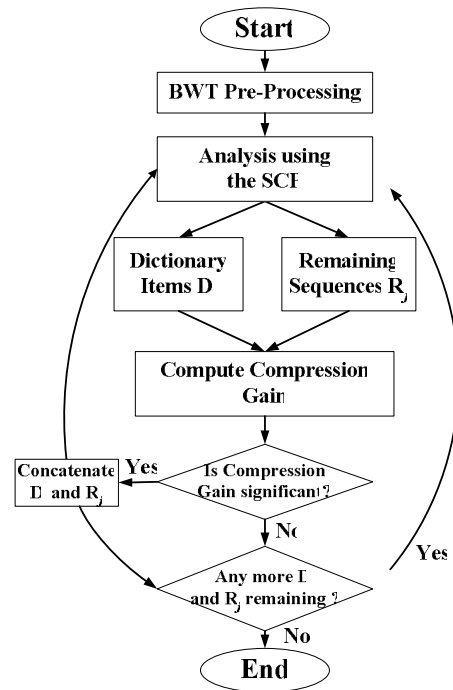 Start
BWT Pre-Processing
Analysis using
the SCP
Dictionary
Items D
Remaining
Sequences Rj
Compute Compression
Gain
Concatenate
D and Rj
Yes
Is Compression
Gain significant?
No
Yes
Any more D
and Rj remaining ?
No
End